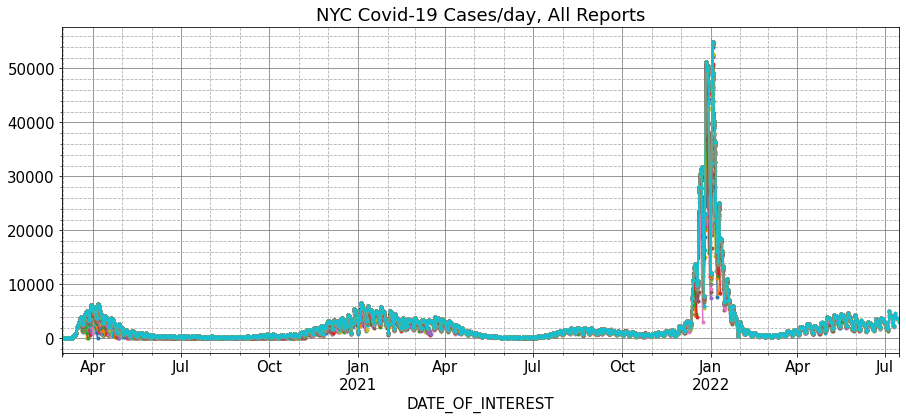 NYC Covid-19 Cases/day, All Reports
50000
40000
30000
20000
10000
0
Apr Jul Oct Jan Apr Jul Oct Jan Apr Jul
2021 2022
DATE_OF_INTEREST